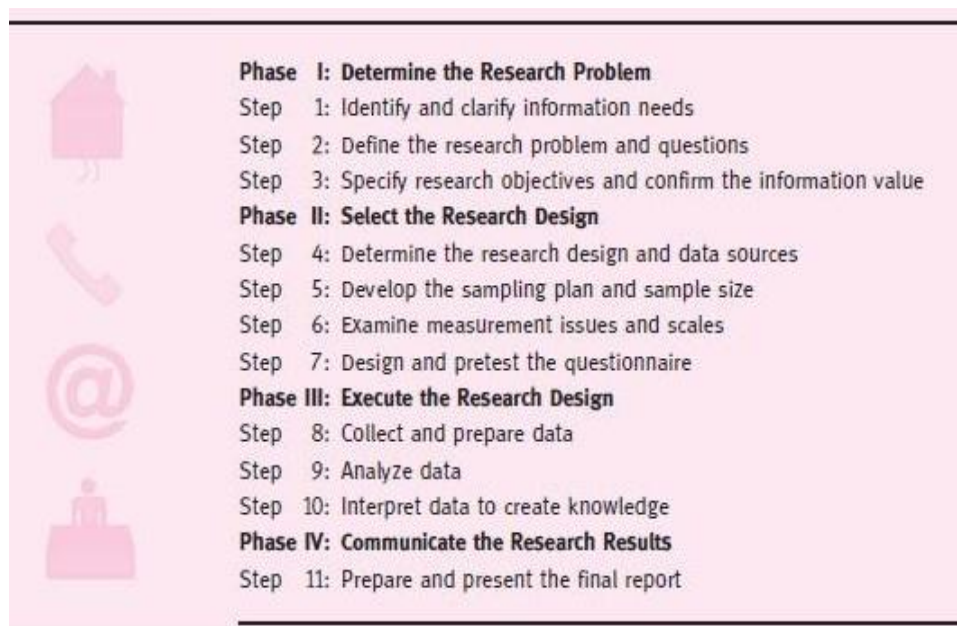 Phase I: Determine the Research Problem
Step 1: Identify and clarify information needs
Step 2: Define the research problem and questions
Step 3: Specify research objectives and confirm the information value
Phase II: Select the Research Design
Step 4: Determine the research design and data sources
Step 5: Develop the sampling plan and sample size
Step 6: Examine measurement issues and scales
Step 7: Design and pretest the questionnaire
Phase III: Execute the Research Design
Step 8: Collect and prepare data
Step 9: Analyze data
Step 10: Interpret data to create knowledge
Phase IV: Communicate the Research Results
Step 11: Prepare and present the final report
@